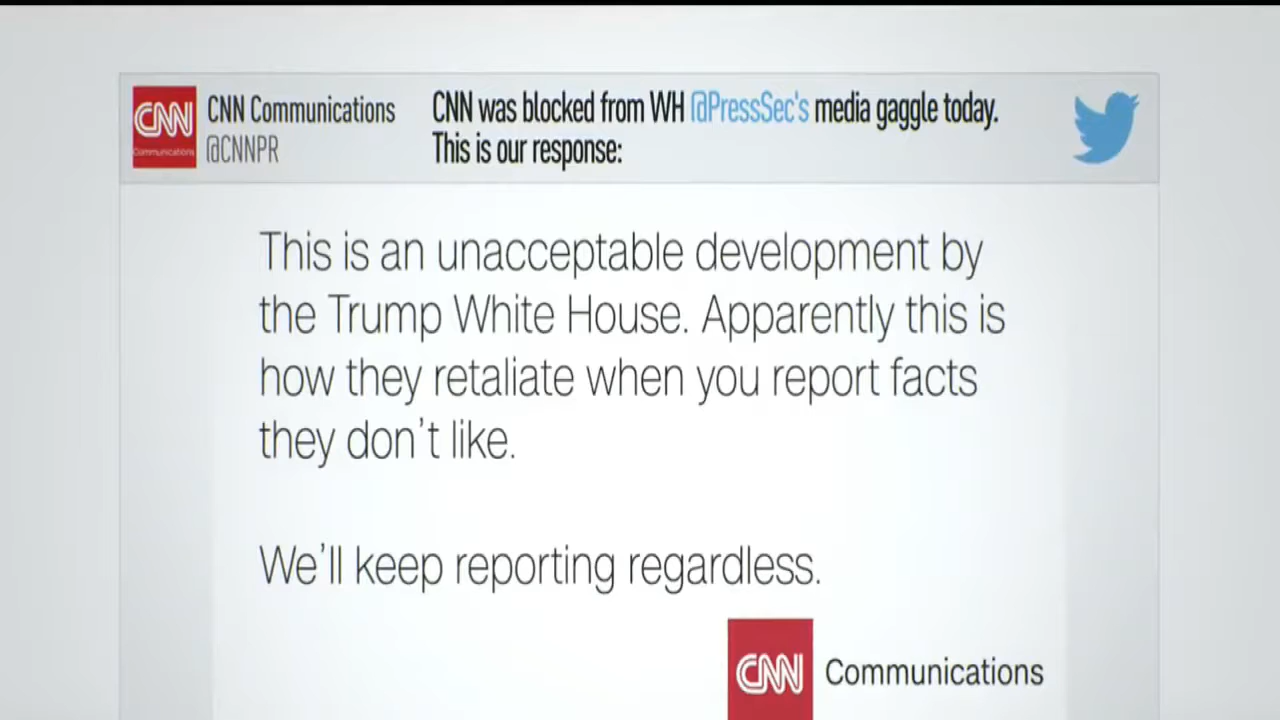 CNN
Communications
CNN Communications
@CNNPR
CNN was blocked from WH @PressSec's media gaggle today.
This is our response:
This is an unacceptable development by
the Trump White House. Apparently this is
how they retaliate when you report facts
they don't like.
We'll keep reporting regardless.
CNN
Communications